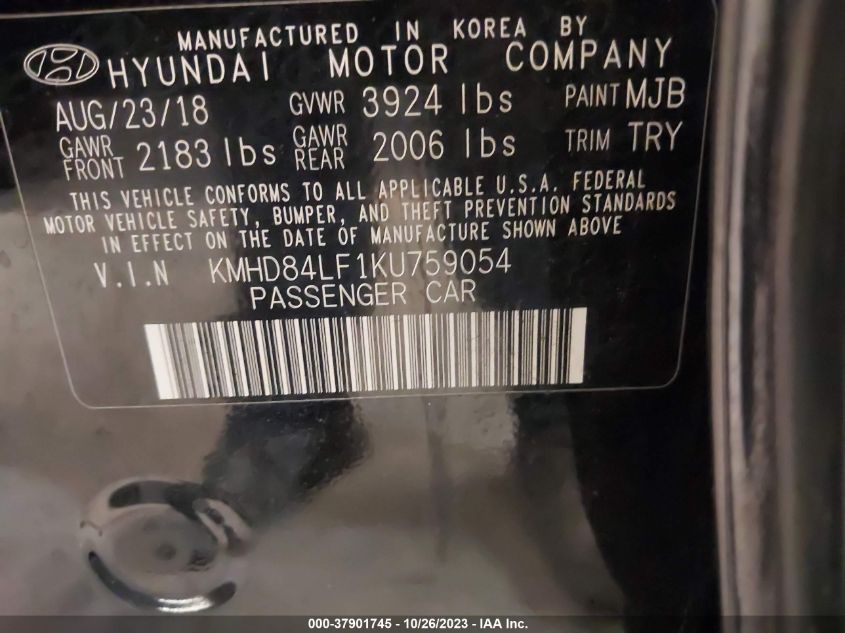 MANUFACTURED IN KOREA BY
HYUNDAI MOTOR COMPANY
AUG/23/18 GVWR 3924 lbs PAINT MJB
GAWR FRONT 2183 lbs GAWR REAR 2006 lbs TRIM TRY
THIS VEHICLE CONFORMS TO ALL APPLICABLE U.S.A. FEDERAL
MOTOR VEHICLE SAFETY, BUMPER, AND THEFT PREVENTION STANDARDS
IN EFFECT ON THE DATE OF MANUFACTURE SHOWN ABOVE
V.I.N KMHD84LF1KU759054
PASSENGER CAR
000-37901745 - 10/26/2023 - IAA Inc.